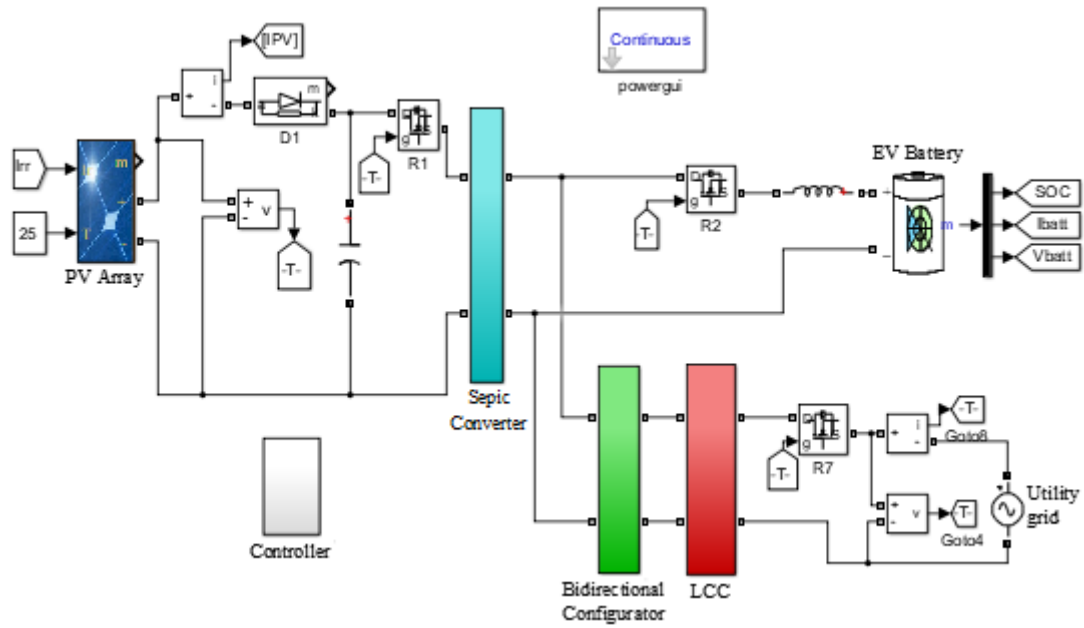 [IPV]
Continuous
powergui
i
+
-
m
a
k
D1
D
S
g
R1
-T-
Irr
25
m
+
-
PV Array
+
-
v
-T-
Sepic
Converter
D
S
g
R2
-T-
EV Battery
+
-
m
SOC
Ibatt
Vbatt
D
S
g
R7
-T-
+
-
i
-T-
Goto6
+
-
v
-T-
Goto4
Utility
grid
Controller
Bidirectional
Configurator
LCC